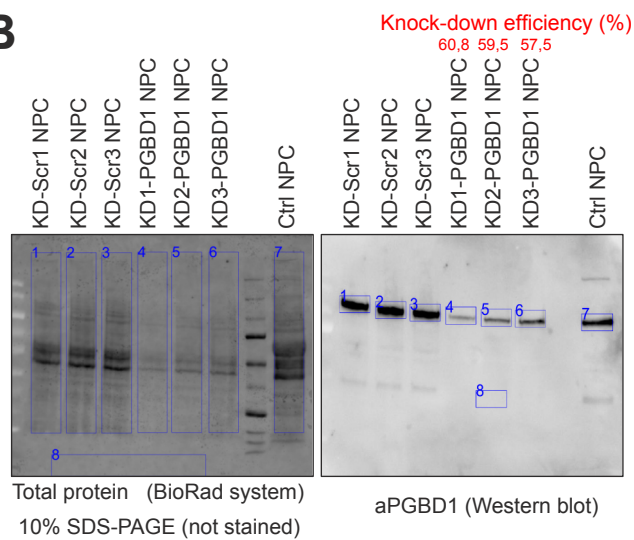 B
Knock-down efficiency (%)
60,8 59,5 57,5
KD-Scr1 NPC
KD-Scr2 NPC
KD-Scr3 NPC
KD1-PGBD1 NPC
KD2-PGBD1 NPC
KD3-PGBD1 NPC
Ctrl NPC
KD-Scr1 NPC
KD-Scr2 NPC
KD-Scr3 NPC
KD1-PGBD1 NPC
KD2-PGBD1 NPC
KD3-PGBD1 NPC
Ctrl NPC
1 2 3 4 5 6 7
8
1 2 3 4 5 6 7
8
Total protein (BioRad system)
10% SDS-PAGE (not stained)
aPGBD1 (Western blot)